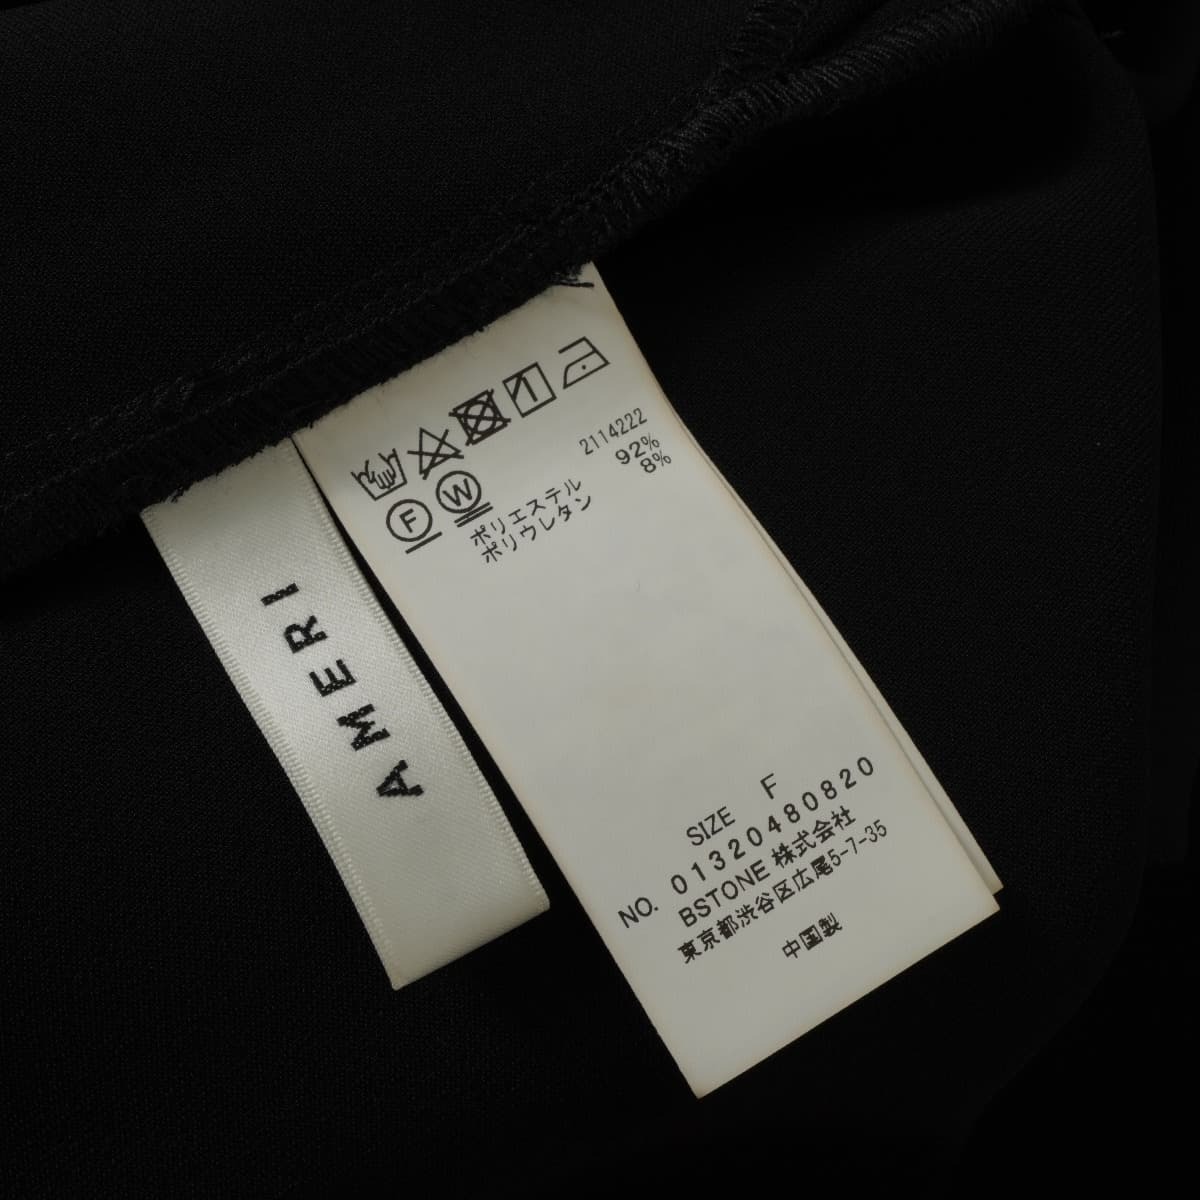 AMERI
F W
2114222
ポリエステル 92%
ポリウレタン 8%
SIZE F
NO. 01320480820
BSTONE 株式会社
東京都渋谷区広尾5-7-35
中国製